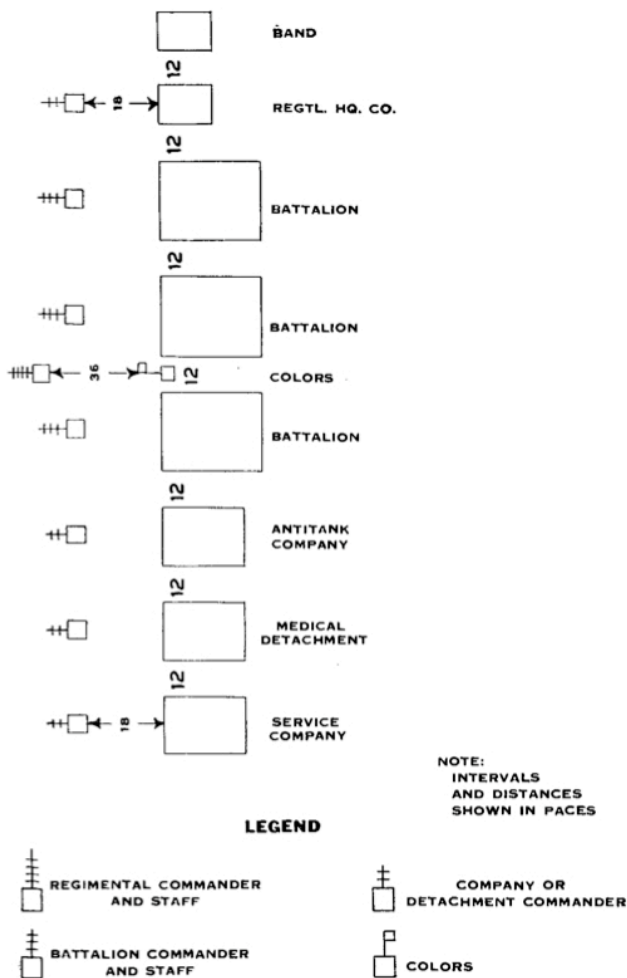 BAND
12
18
REGTL. HQ. CO.
12
BATTALION
12
BATTALION
36
12
COLORS
BATTALION
12
ANTITANK
COMPANY
12
MEDICAL
DETACHMENT
12
18
SERVICE
COMPANY
NOTE:
INTERVALS
AND DISTANCES
SHOWN IN PACES
LEGEND
REGIMENTAL COMMANDER
AND STAFF
COMPANY OR
DETACHMENT COMMANDER
BATTALION COMMANDER
AND STAFF
COLORS